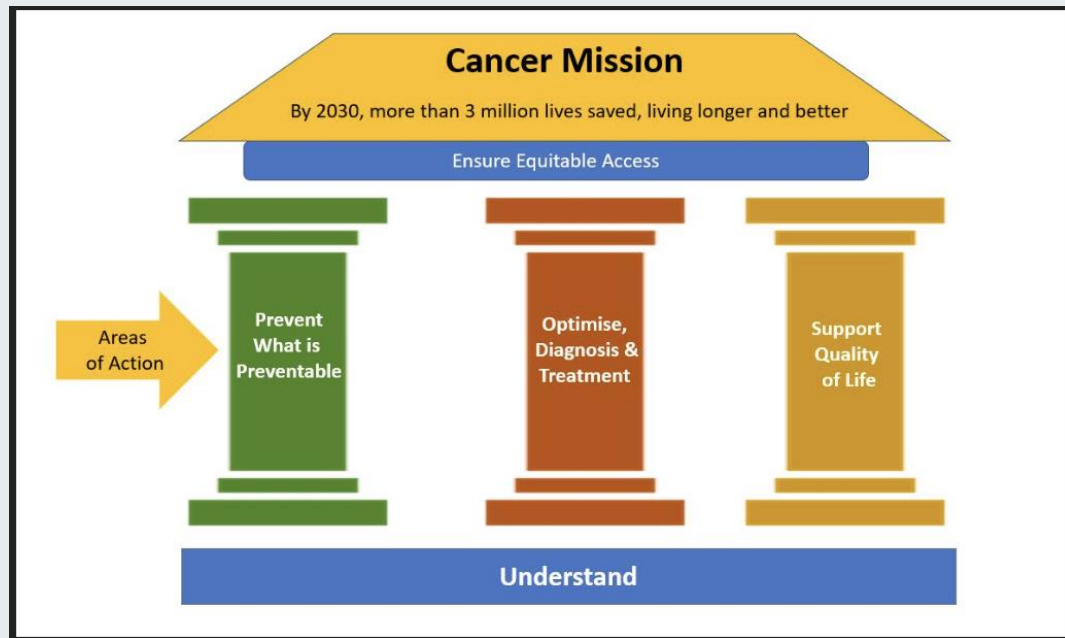 Cancer Mission
By 2030, more than 3 million lives saved, living longer and better
Ensure Equitable Access
Areas
of Action
Prevent
What is
Preventable
Optimise,
Diagnosis &
Treatment
Support
Quality
of Life
Understand